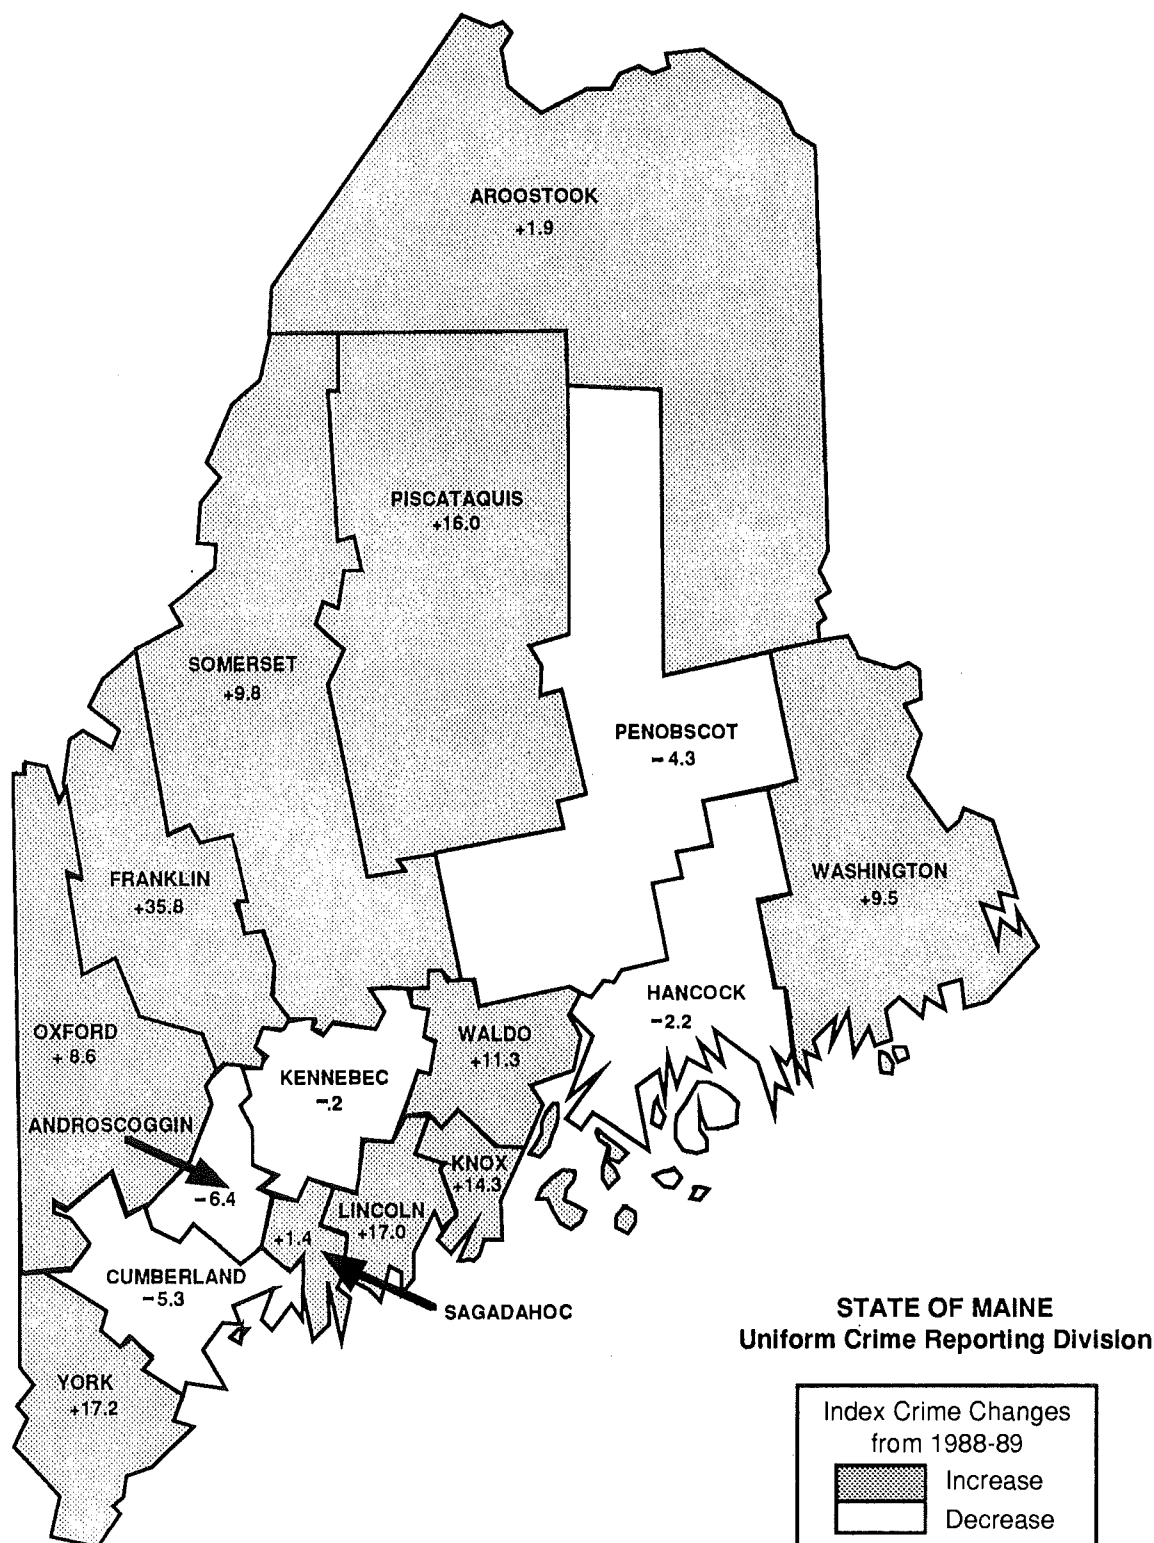 AROOSTOOK
+1.9
PISCATAQUIS
+16.0
SOMERSET
+9.8
PENOBSCOT
-4.3
FRANKLIN
+35.8
WASHINGTON
+9.5
HANCOCK
-2.2
OXFORD
+ 8.6
WALDO
+11.3
KENNEBEC
-.2
ANDROSCOGGIN
-6.4
KNOX
+14.3
LINCOLN
+17.0
+1.4
CUMBERLAND
-5.3
SAGADAHOC
YORK
+17.2
STATE OF MAINE
Uniform Crime Reporting Division
Index Crime Changes
from 1988-89
Increase
Decrease